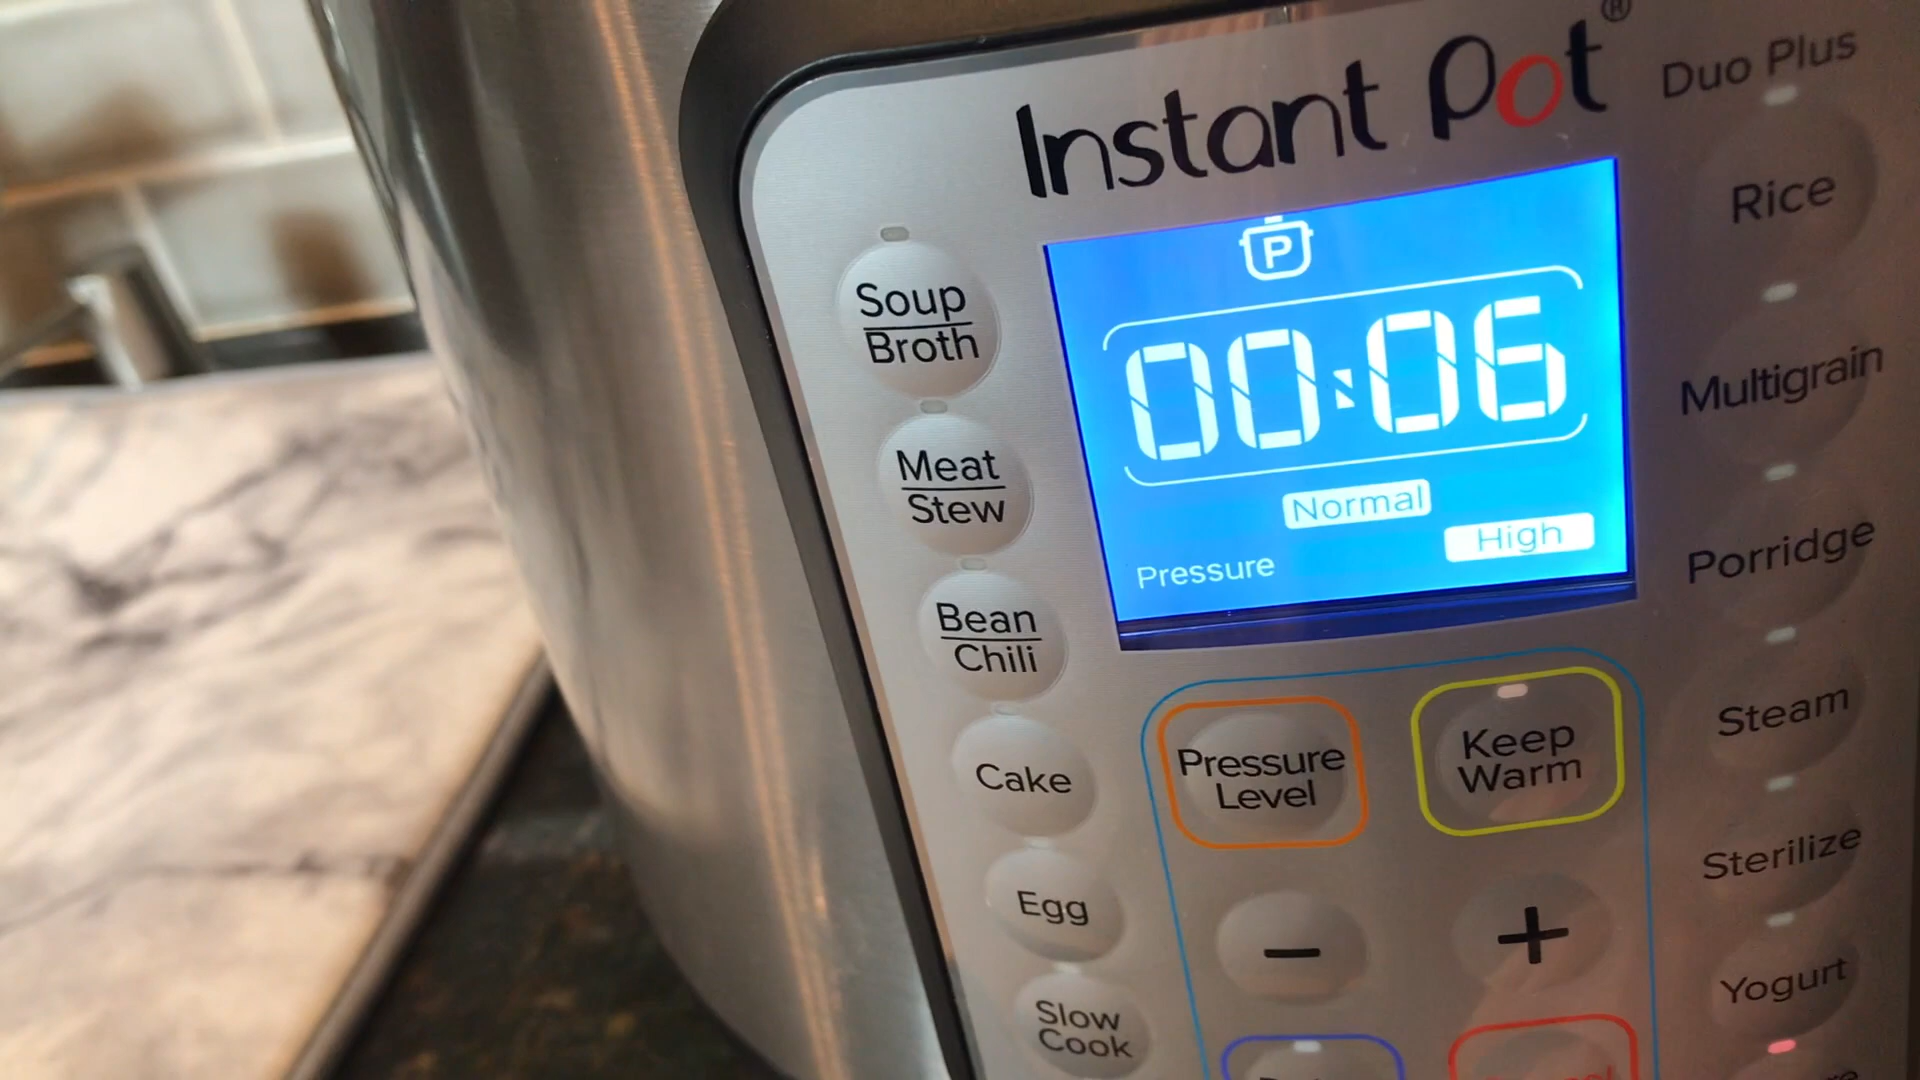 Instant Pot®
Duo Plus
P
00:06
Normal
High
Pressure
Soup
Broth
Meat
Stew
Bean
Chili
Cake
Egg
Slow
Cook
Pressure
Level
Keep
Warm
−
+
Rice
Multigrain
Porridge
Steam
Sterilize
Yogurt